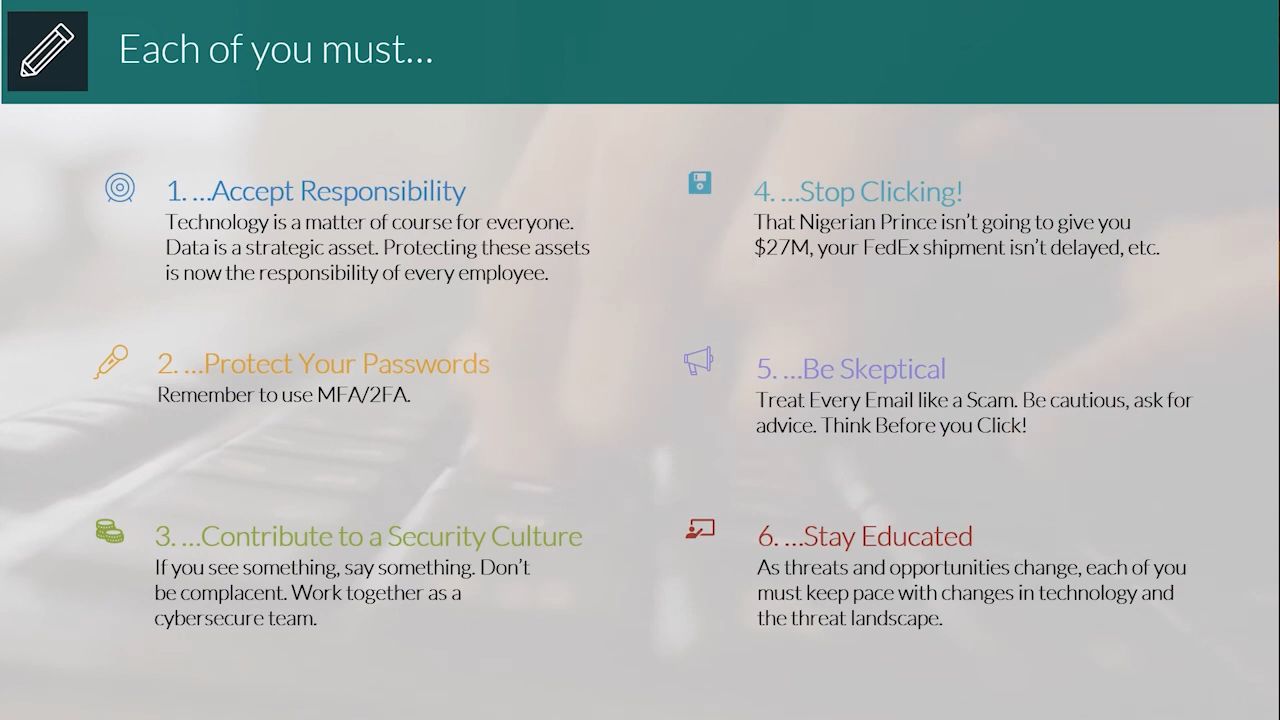 Each of you must...
1. ...Accept Responsibility
Technology is a matter of course for everyone.
Data is a strategic asset. Protecting these assets
is now the responsibility of every employee.
2. ...Protect Your Passwords
Remember to use MFA/2FA.
3. ...Contribute to a Security Culture
If you see something, say something. Don't
be complacent. Work together as a
cybersecure team.
4. ...Stop Clicking!
That Nigerian Prince isn't going to give you
$27M, your FedEx shipment isn't delayed, etc.
5. ...Be Skeptical
Treat Every Email like a Scam. Be cautious, ask for
advice. Think Before you Click!
6. ...Stay Educated
As threats and opportunities change, each of you
must keep pace with changes in technology and
the threat landscape.